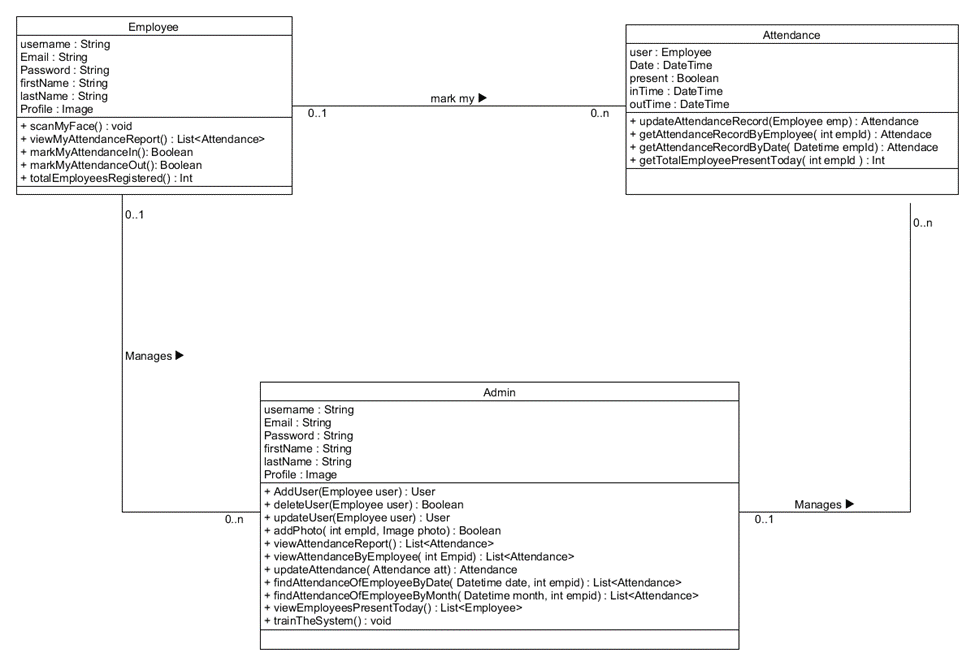 Employee
username : String
Email : String
Password : String
firstName : String
lastName : String
Profile : Image
+ scanMyFace() : void
+ viewMyAttendanceReport() : List<Attendance>
+ markMyAttendanceIn(): Boolean
+ markMyAttendanceOut(): Boolean
+ totalEmployeesRegistered() : Int
mark my ▶
0..1
0..n
Attendance
user : Employee
Date : DateTime
present : Boolean
inTime : DateTime
outTime : DateTime
+ updateAttendanceRecord(Employee emp) : Attendance
+ getAttendanceRecordByEmployee( int empId) : Attendace
+ getAttendanceRecordByDate( Datetime empId) : Attendace
+ getTotalEmployeePresentToday( int empId ) : Int
0..1
0..n
Manages ▶
Admin
username : String
Email : String
Password : String
firstName : String
lastName : String
Profile : Image
+ AddUser(Employee user) : User
+ deleteUser(Employee user) : Boolean
+ updateUser(Employee user) : User
+ addPhoto( int empId, Image photo) : Boolean
+ viewAttendanceReport() : List<Attendance>
+ viewAttendanceByEmployee( int Empid) : List<Attendance>
+ updateAttendance( Attendance att) : Attendance
+ findAttendanceOfEmployeeByDate( Datetime date, int empid) : List<Attendance>
+ findAttendanceOfEmployeeByMonth( Datetime month, int empid) : List<Attendance>
+ viewEmployeesPresentToday() : List<Employee>
+ trainTheSystem() : void
0..n
Manages ▶
0..1